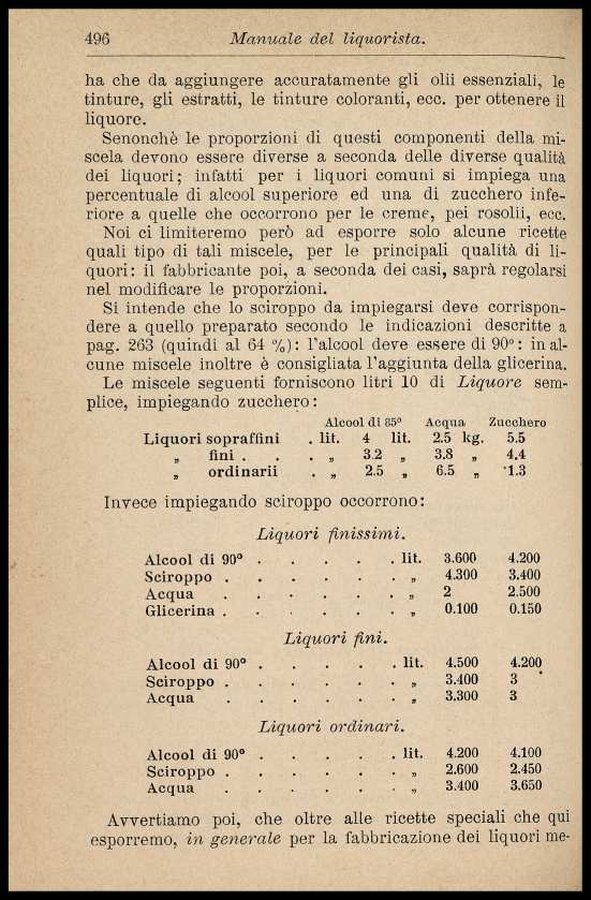 496 Manuale del liquorista.
ha che da aggiungere accuratamente gli olii essenziali, le
tinture, gli estratti, le tinture coloranti, ecc. per ottenere il
liquore.
Senonchè le proporzioni di questi componenti della mi-
scela devono essere diverse a seconda delle diverse qualità
dei liquori; infatti per i liquori comuni si impiega una
percentuale di alcool superiore ed una di zucchero infe-
riore a quelle che occorrono per le creme, pei rosolii, ecc.
Noi ci limiteremo però ad esporre solo alcune ricette
quali tipo di tali miscele, per le principali qualità di li-
quori: il fabbricante poi, a seconda dei casi, saprà regolarsi
nel modificare le proporzioni.
Si intende che lo sciroppo da impiegarsi deve corrispon-
dere a quello preparato secondo le indicazioni descritte a
pag. 263 (quindi al 64 %): l'alcool deve essere di 90°: in al-
cune miscele inoltre è consigliata l'aggiunta della glicerina.
Le miscele seguenti forniscono litri 10 di Liquore sem-
plice, impiegando zucchero:
Alcool di 85° Acqua Zucchero
Liquori sopraffini . lit. 4 lit. 2.5 kg. 5.5
„ fini . . . „ 3.2 „ 3.8 „ 4.4
„ ordinarii . „ 2.5 „ 6.5 „ 1.3
Invece impiegando sciroppo occorrono:
Liquori finissimi.
Alcool di 90° . . . . . lit. 3.600 4.200
Sciroppo . . . . . . „ 4.300 3.400
Acqua . . . . . . „ 2 2.500
Glicerina . . . . . . „ 0.100 0.150
Liquori fini.
Alcool di 90° . . . . . lit. 4.500 4.200
Sciroppo . . . . . . „ 3.400 3
Acqua . . . . . . „ 3.300 3
Liquori ordinari.
Alcool di 90° . . . . . lit. 4.200 4.100
Sciroppo . . . . . . „ 2.600 2.450
Acqua . . . . . . „ 3.400 3.650
Avvertiamo poi, che oltre alle ricette speciali che qui
esporremo, in generale per la fabbricazione dei liquori me-